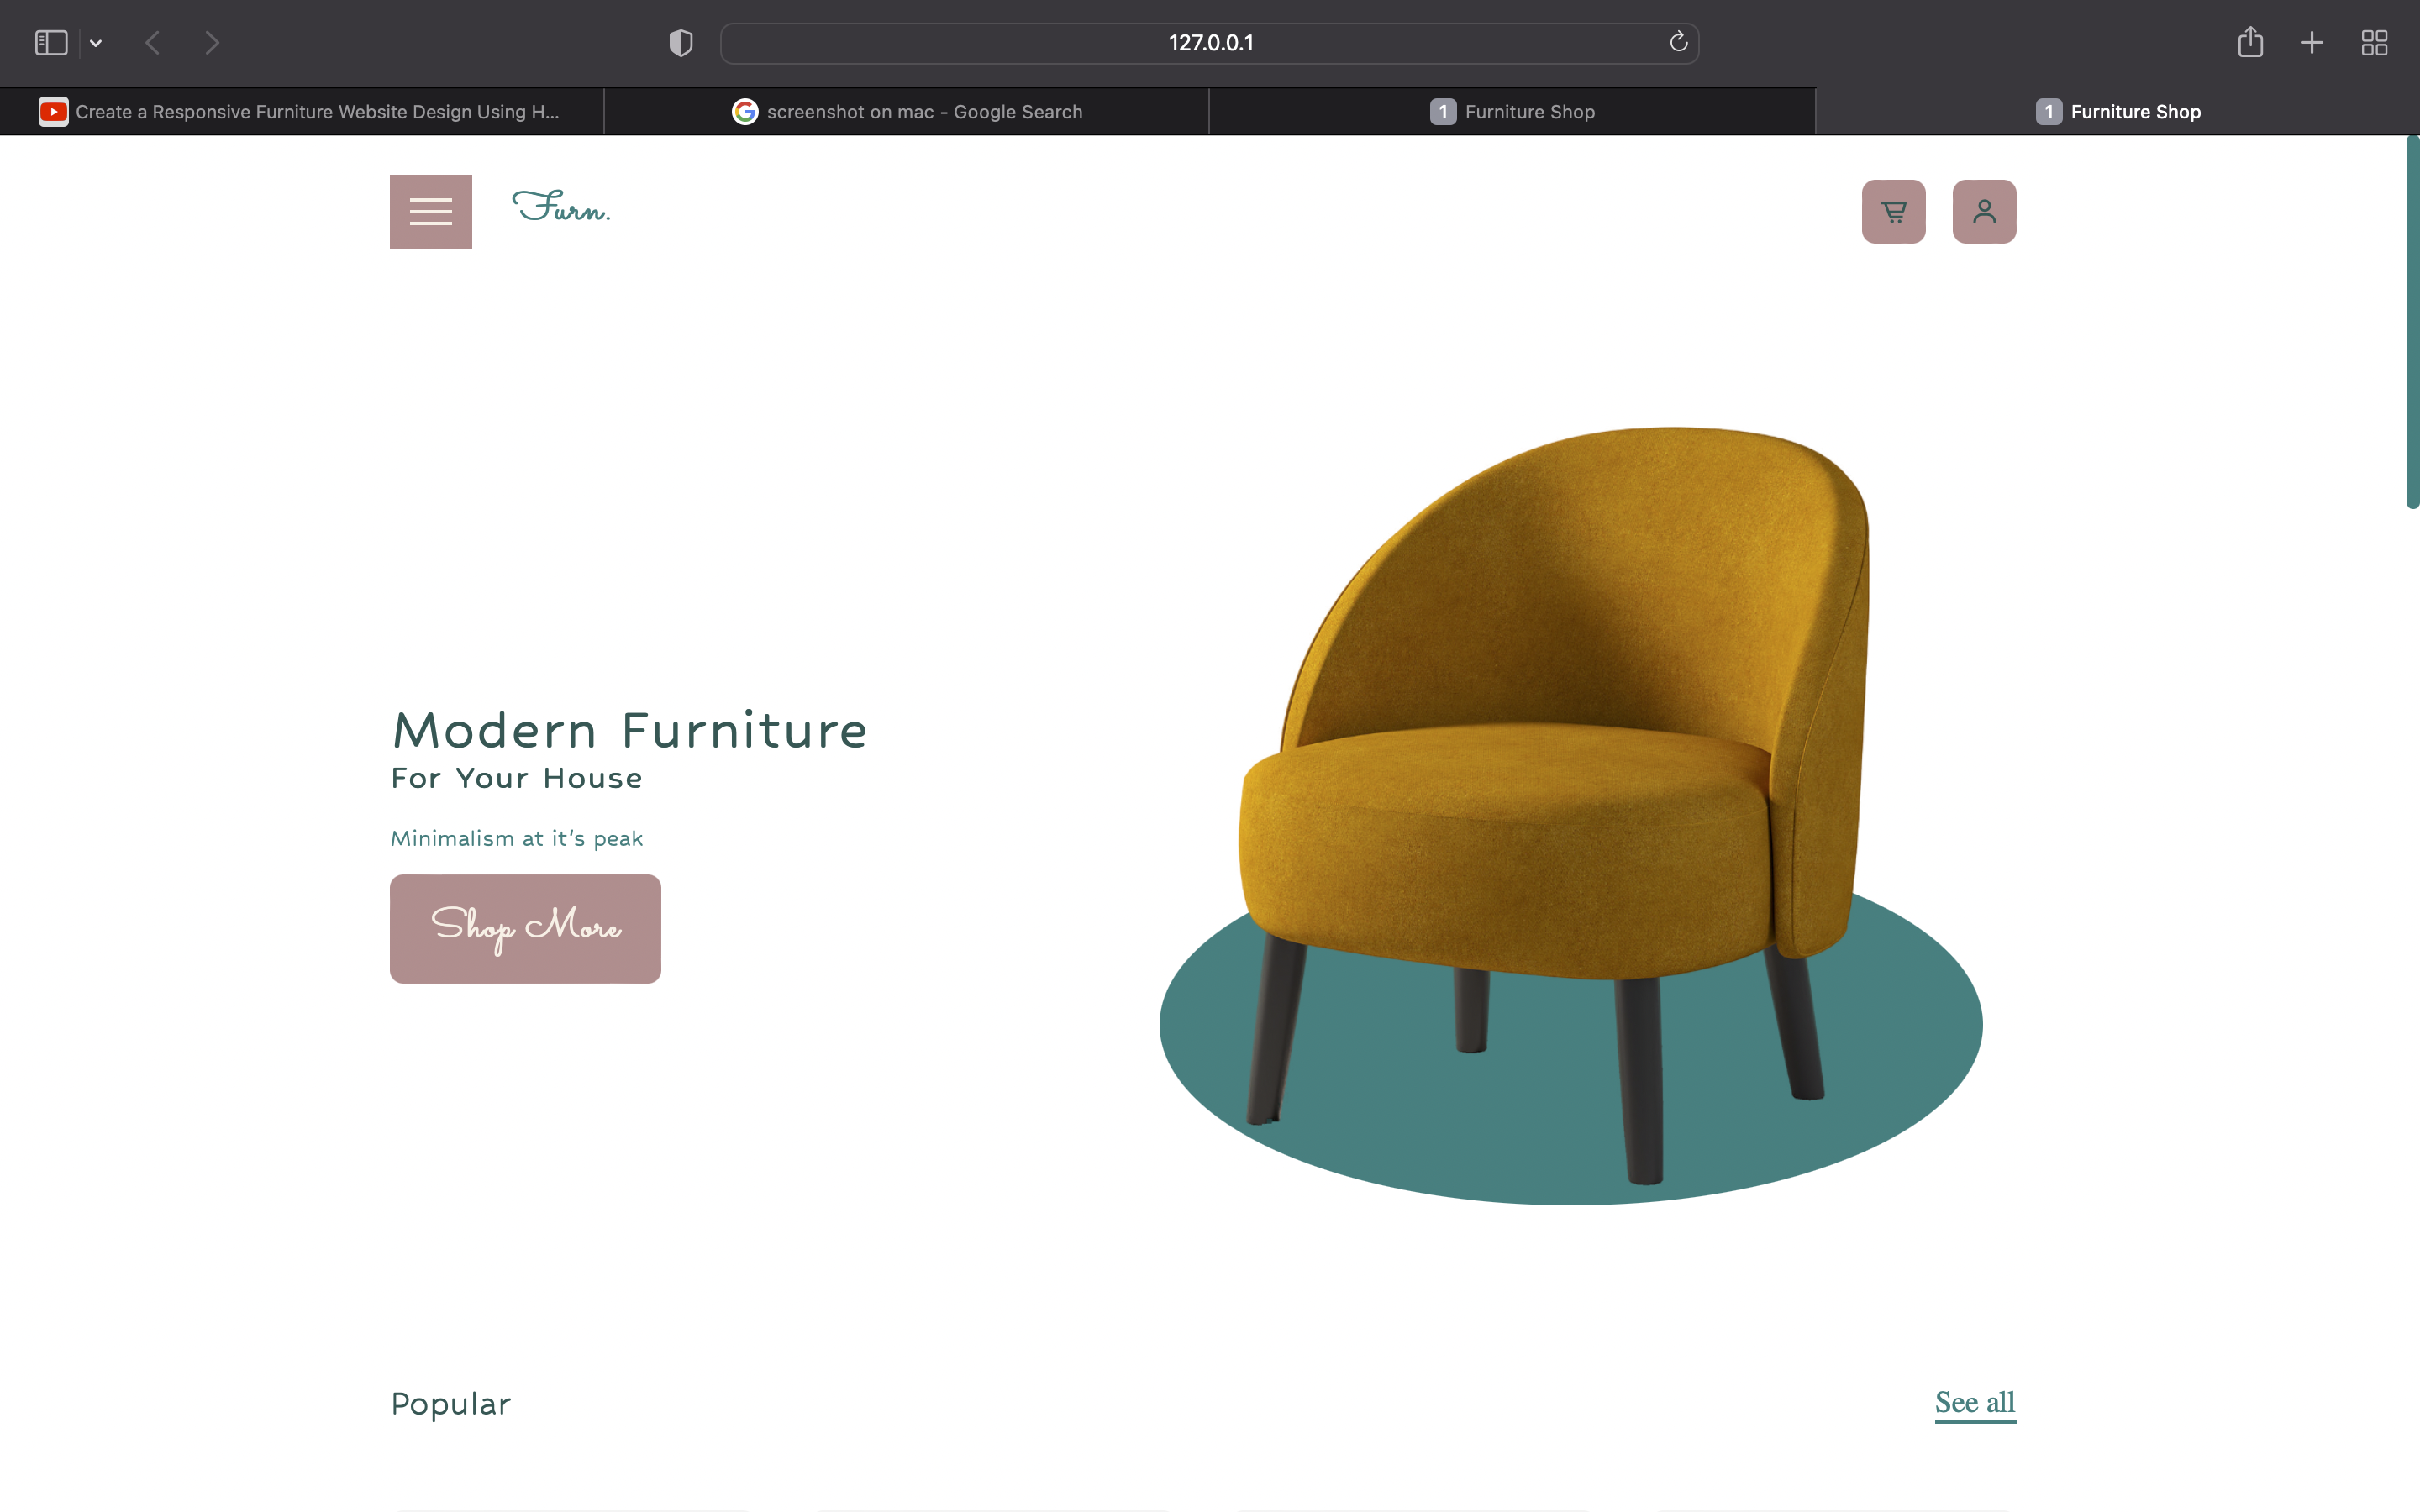 127.0.0.1
Create a Responsive Furniture Website Design Using H...
screenshot on mac - Google Search
1 Furniture Shop
1 Furniture Shop
Furn.
Modern Furniture
For Your House
Minimalism at it's peak
Shop More
Popular
See all